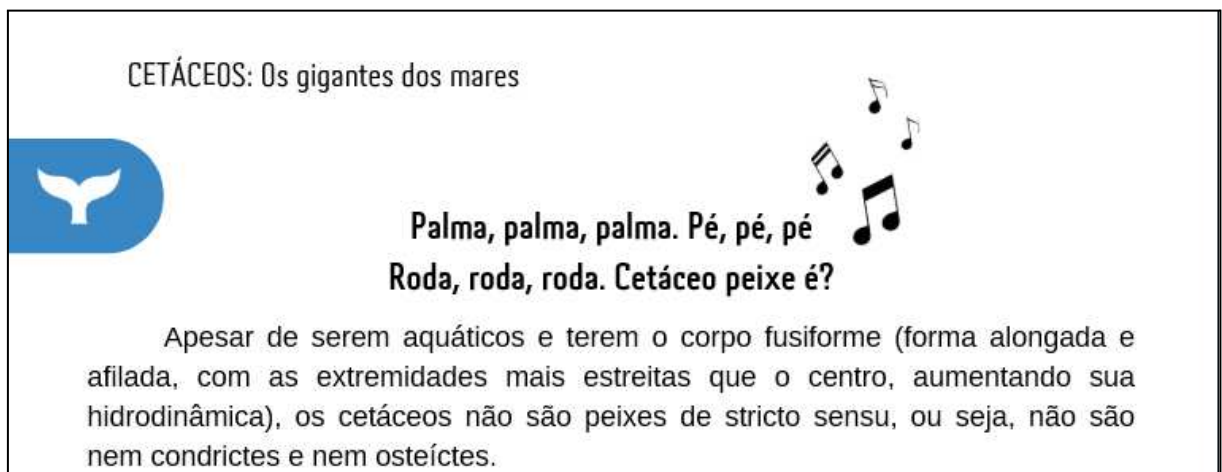 CETÁCEOS: Os gigantes dos mares
Palma, palma, palma. Pé, pé, pé
Roda, roda, roda. Cetáceo peixe é?
Apesar de serem aquáticos e terem o corpo fusiforme (forma alongada e
afilada, com as extremidades mais estreitas que o centro, aumentando sua
hidrodinâmica), os cetáceos não são peixes de stricto sensu, ou seja, não são
nem condrictes e nem osteíctes.